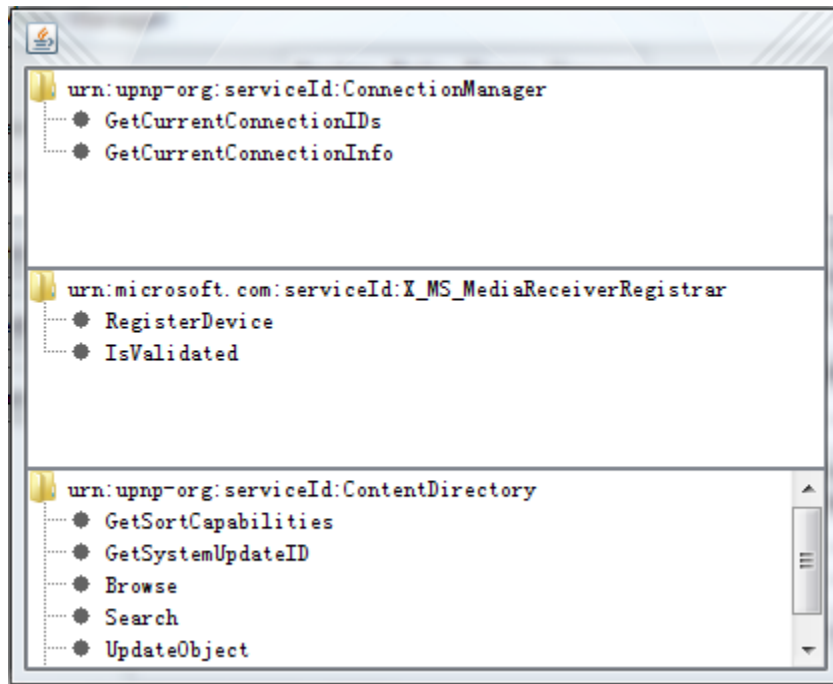 urn:upnp-org:serviceId:ConnectionManager
GetCurrentConnectionIDs
GetCurrentConnectionInfo
urn:microsoft.com:serviceId:X_MS_MediaReceiverRegistrar
RegisterDevice
IsValidated
urn:upnp-org:serviceId:ContentDirectory
GetSortCapabilities
GetSystemUpdateID
Browse
Search
UpdateObject